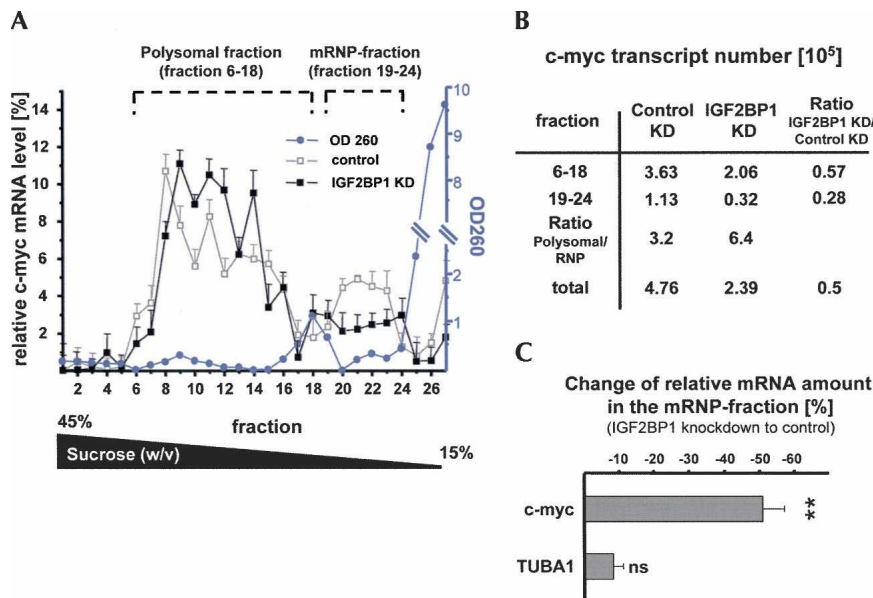 A
Polysomal fraction
(fraction 6-18)
mRNP-fraction
(fraction 19-24)
relative c-myc mRNA level [%]
14
12
10
8
6
4
2
OD 260
control
IGF2BP1 KD
10
9
8
2
1
OD260
2 4 6 8 10 12 14 16 18 20 22 24 26
fraction
45%
15%
Sucrose (w/v)
B
c-myc transcript number [10⁵]
fraction Control KD IGF2BP1 KD Ratio IGF2BP1 KD/ Control KD
6-18 3.63 2.06 0.57
19-24 1.13 0.32 0.28
Ratio Polysomal/ RNP 3.2 6.4
total 4.76 2.39 0.5
C
Change of relative mRNA amount
in the mRNP-fraction [%]
(IGF2BP1 knockdown to control)
-10 -20 -30 -40 -50 -60
c-myc **
TUBA1 ns